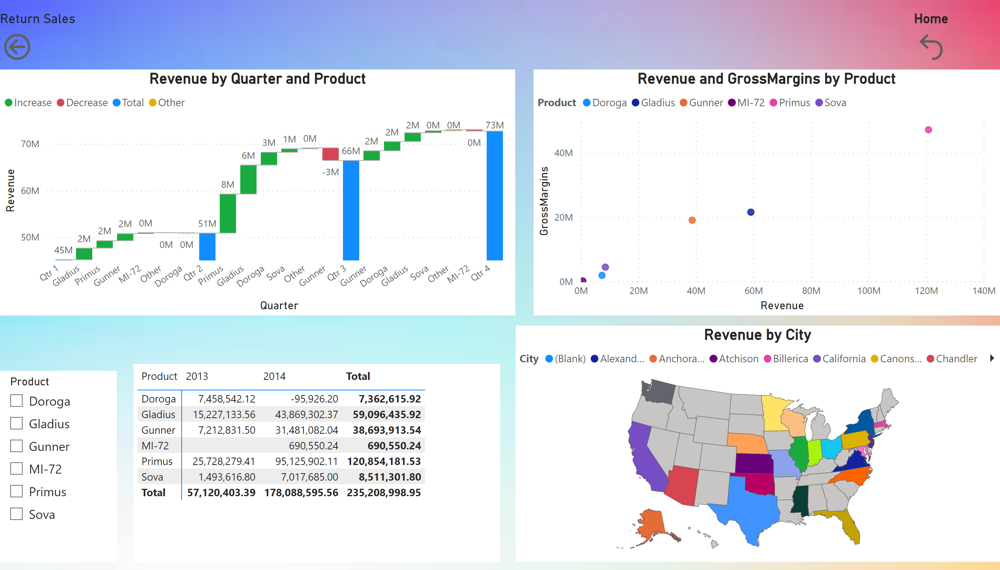 Return Sales
Home
Revenue by Quarter and Product
Increase Decrease Total Other
Revenue
70M
60M
50M
45M 2M 2M 2M 0M 0M 0M 51M 8M 6M 3M 1M 0M -3M 66M 2M 2M 2M 0M 0M 0M 73M
Qtr 1 Gladius Primus Gunner MI-72 Other Doroga Qtr 2 Primus Gladius Doroga Sova Other Gunner Qtr 3 Gunner Doroga Gladius Sova Other MI-72 Qtr 4
Quarter
Revenue and GrossMargins by Product
Product Doroga Gladius Gunner MI-72 Primus Sova
GrossMargins
40M
20M
0M
0M 20M 40M 60M 80M 100M 120M 140M
Revenue
Product
Doroga
Gladius
Gunner
MI-72
Primus
Sova
Product 2013 2014 Total
Doroga 7,458,542.12 -95,926.20 7,362,615.92
Gladius 15,227,133.56 43,869,302.37 59,096,435.92
Gunner 7,212,831.50 31,481,082.04 38,693,913.54
MI-72 690,550.24 690,550.24
Primus 25,728,279.41 95,125,902.11 120,854,181.53
Sova 1,493,616.80 7,017,685.00 8,511,301.80
Total 57,120,403.39 178,088,595.56 235,208,998.95
Revenue by City
City (Blank) Alexand... Anchora... Atchison Billerica California Canons... Chandler